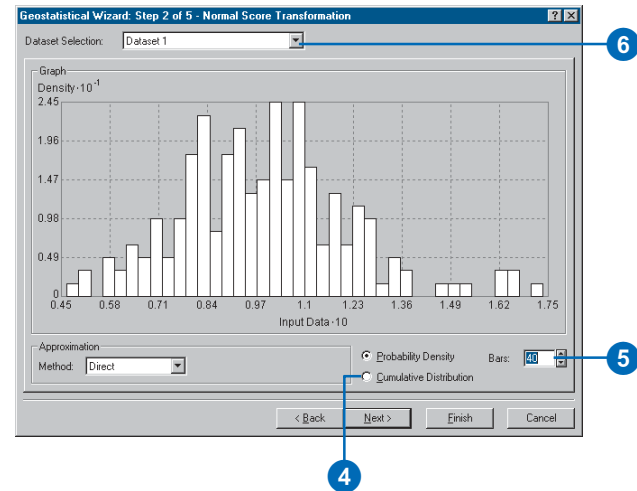 Geostatistical Wizard: Step 2 of 5 - Normal Score Transformation
Dataset Selection: Dataset 1
6
Graph
Density·10⁻¹
2.45
1.96
1.47
0.98
0.49
0
0.45 0.58 0.71 0.84 0.97 1.1 1.23 1.36 1.49 1.62 1.75
Input Data·10
Approximation
Method: Direct
Probability Density
Bars: 40
5
Cumulative Distribution
< Back Next > Finish Cancel
4